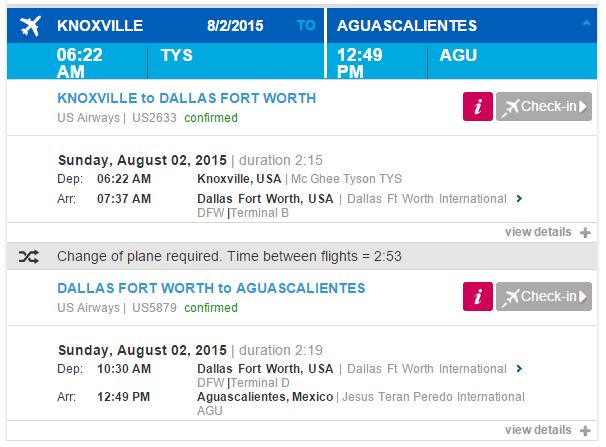 KNOXVILLE 8/2/2015 TO AGUASCALIENTES
06:22 AM TYS 12:49 PM AGU
KNOXVILLE to DALLAS FORT WORTH
i Check-in
US Airways | US2633 confirmed
Sunday, August 02, 2015 | duration 2:15
Dep: 06:22 AM Knoxville, USA | Mc Ghee Tyson TYS
Arr: 07:37 AM Dallas Fort Worth, USA | Dallas Ft Worth International
DFW |Terminal B
view details
Change of plane required. Time between flights = 2:53
DALLAS FORT WORTH to AGUASCALIENTES
i Check-in
US Airways | US5879 confirmed
Sunday, August 02, 2015 | duration 2:19
Dep: 10:30 AM Dallas Fort Worth, USA | Dallas Ft Worth International
DFW |Terminal D
Arr: 12:49 PM Aguascalientes, Mexico | Jesus Teran Peredo International
AGU
view details